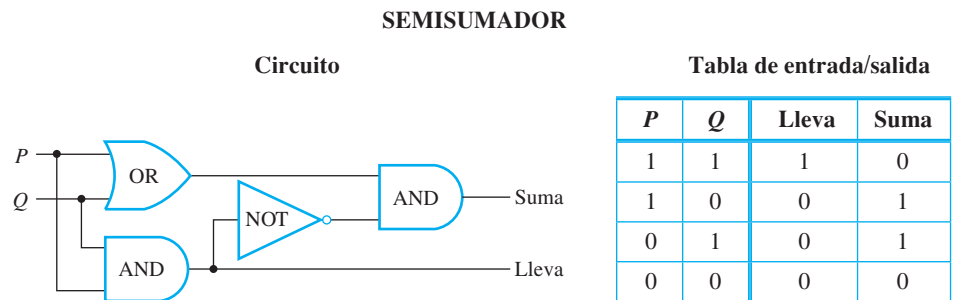 SEMISUMADOR
Circuito
P
Q
OR
AND
NOT
AND
Suma
Lleva
Tabla de entrada/salida
P Q Lleva Suma
1 1 1 0
1 0 0 1
0 1 0 1
0 0 0 0